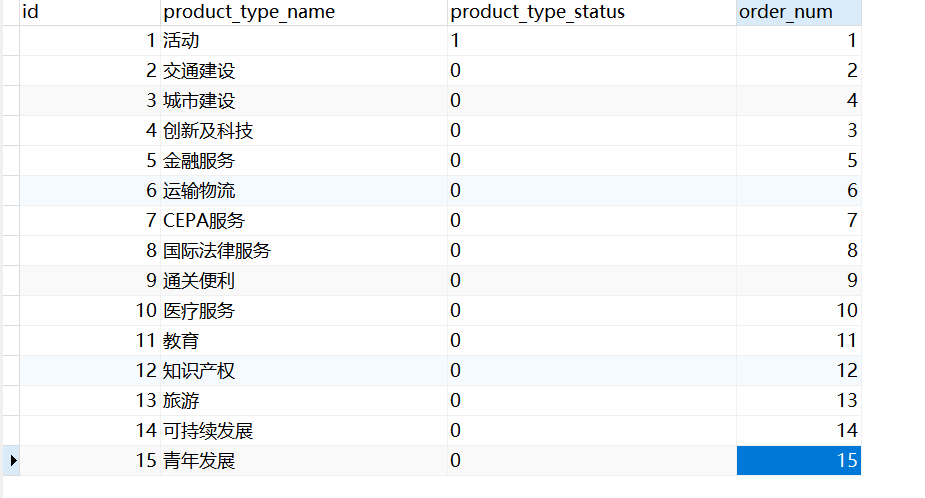 id product_type_name product_type_status order_num
1 活动 1 1
2 交通建设 0 2
3 城市建设 0 4
4 创新及科技 0 3
5 金融服务 0 5
6 运输物流 0 6
7 CEPA服务 0 7
8 国际法律服务 0 8
9 通关便利 0 9
10 医疗服务 0 10
11 教育 0 11
12 知识产权 0 12
13 旅游 0 13
14 可持续发展 0 14
15 青年发展 0 15